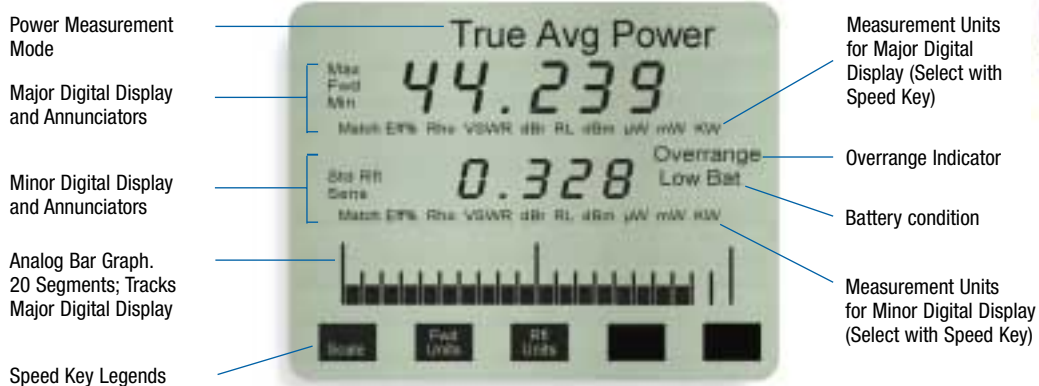 Power Measurement
Mode
Major Digital Display
and Annunciators
Minor Digital Display
and Annunciators
Analog Bar Graph.
20 Segments; Tracks
Major Digital Display
Speed Key Legends
True Avg Power
Max
Fwd
Min
44.239
Match Eff% Rho VSWR dBr RL dBm µW mW KW
Overrange
Low Bat
Rfl
0.328
Match Eff% Rho VSWR dBr RL dBm µW mW KW
Scale
Fwd
Units
Rfl
Units
Measurement Units
for Major Digital
Display (Select with
Speed Key)
Overrange Indicator
Battery condition
Measurement Units
for Minor Digital Display
(Select with Speed Key)